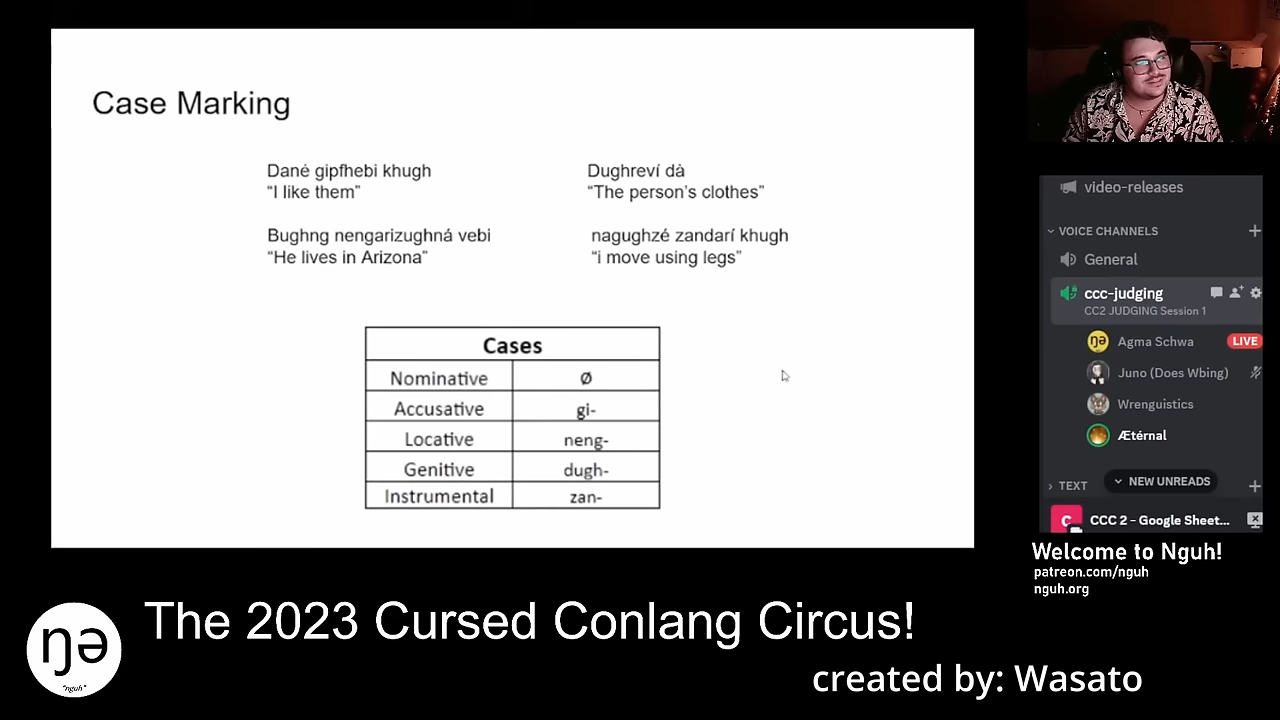 Case Marking
Danė gipfhebi khugh
“I like them”
Dughreví dȧ
“The person’s clothes”
Bughng nengarizughná vebi
“He lives in Arizona”
nagughzé zandarí khugh
“i move using legs”
Cases
Nominative Ø
Accusative gi-
Locative neng-
Genitive dugh-
Instrumental zan-
video-releases
VOICE CHANNELS
General
ccc-judging
CC2 JUDGING Session 1
ŋə Agma Schwa LIVE
Juno (Does Wbing)
Wrenguistics
Ætérnal
TEXT NEW UNREADS
C CCC 2 - Google Sheet...
Welcome to Nguh!
patreon.com/nguh
nguh.org
ŋə
"nguh"
The 2023 Cursed Conlang Circus!
created by: Wasato